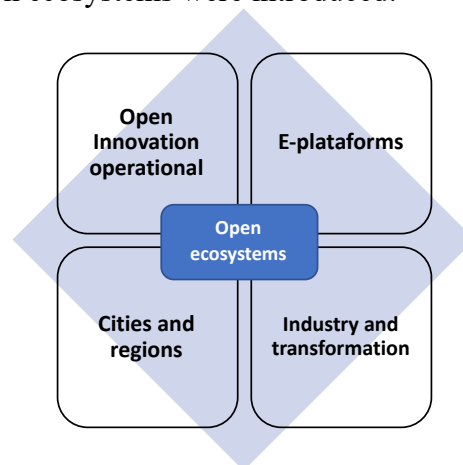 ecosystems were introduced.
Open
Innovation
operational
E-plataforms
Open
ecosystems
Cities and
regions
Industry and
transformation